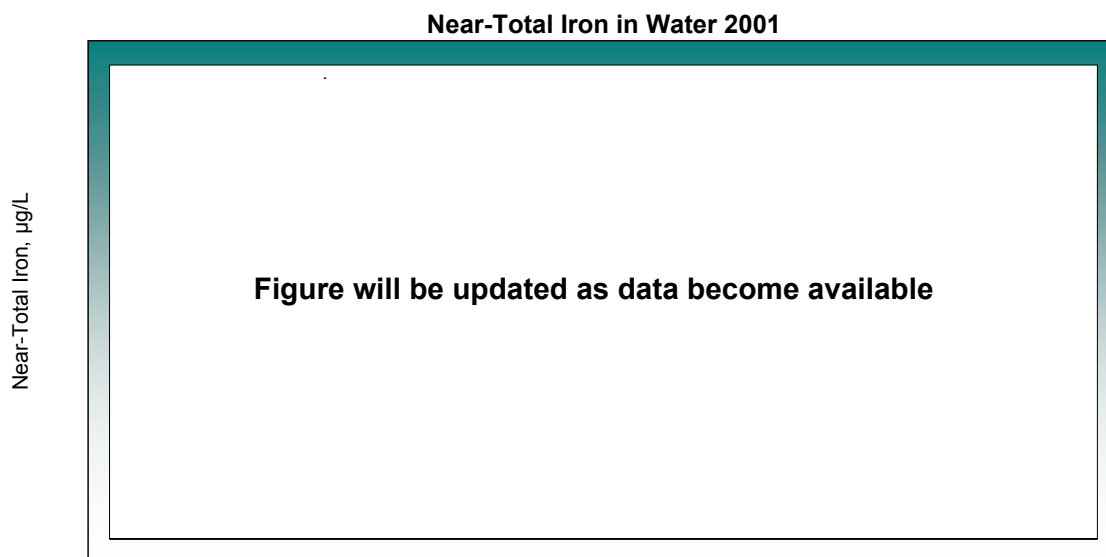 Near-Total Iron in Water 2001
Near-Total Iron, µg/L
Figure will be updated as data become available